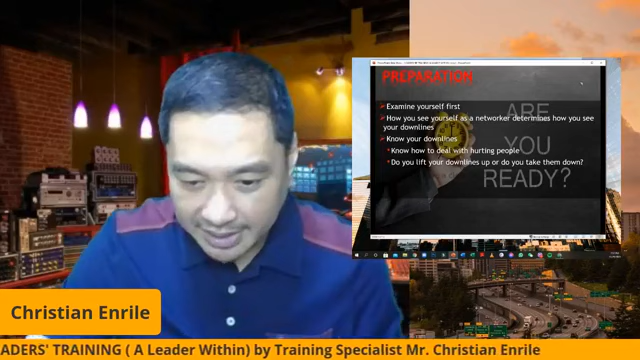 PREPARATION
Examine yourself first
How you see yourself as a networker determines how you see
your downlines
Know your downlines
Know how to deal with hurting people
Do you lift your downlines up or do you take them down?
ARE
YOU
READY?
Christian Enrile
ADERS' TRAINING ( A Leader Within) by Training Specialist Mr. Christian Enrile